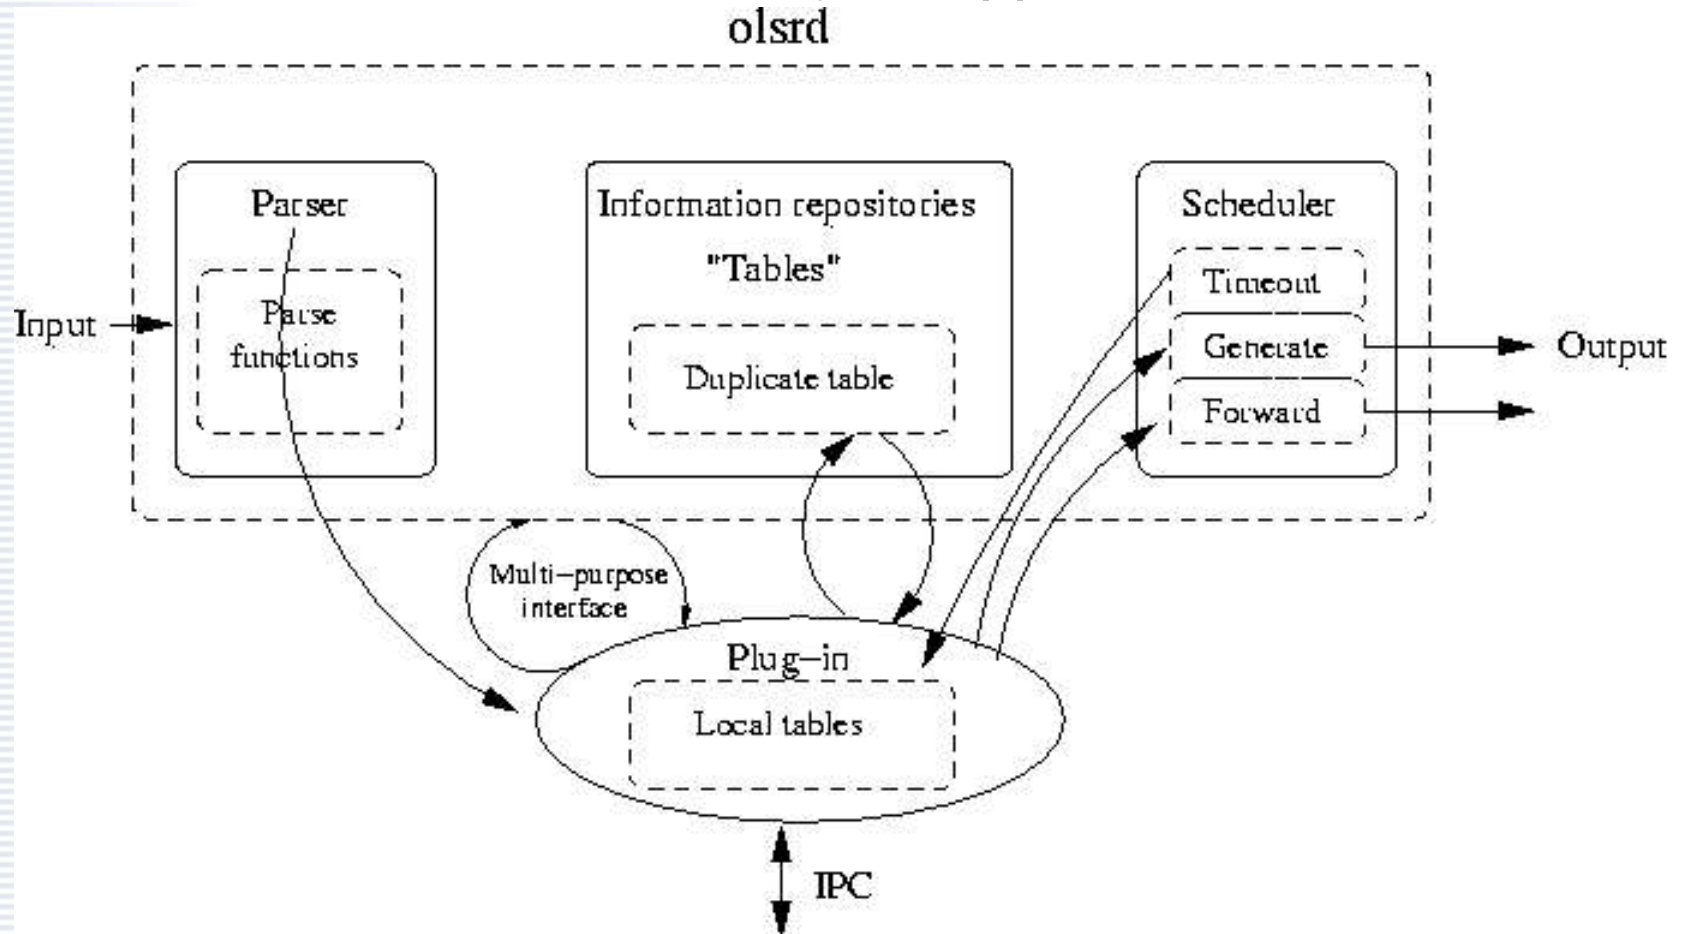 olsrd
Parser
Parse
functions
Input
Information repositories
"Tables"
Duplicate table
Scheduler
Timeout
Generate
Forward
Output
Multi-purpose
interface
Plug-in
Local tables
IPC